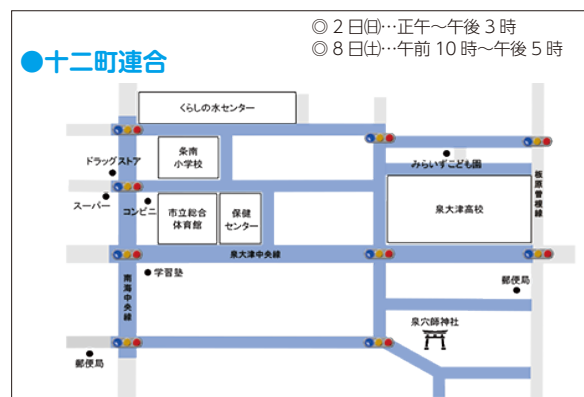 ◎ 2 日㈰…正午～午後 3 時
◎ 8 日㈯…午前 10 時～午後 5 時
●十二町連合
くらしの水センター
条南
小学校
ドラッグストア
みらいずこども園
スーパー
コンビニ
市立総合
体育館
保健
センター
泉大津高校
板原曽根線
泉大津中央線
学習塾
南海中央線
郵便局
泉穴師神社
郵便局